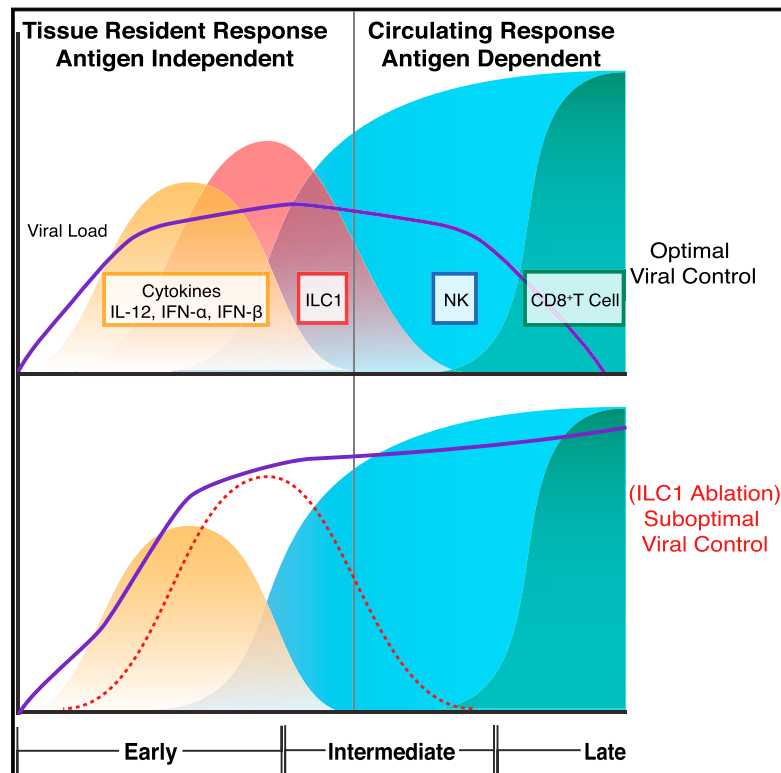 Tissue Resident Response
Antigen Independent
Circulating Response
Antigen Dependent
Viral Load
Cytokines
IL-12, IFN-α, IFN-β
ILC1
NK
CD8⁺T Cell
Optimal
Viral Control
(ILC1 Ablation)
Suboptimal
Viral Control
Early
Intermediate
Late